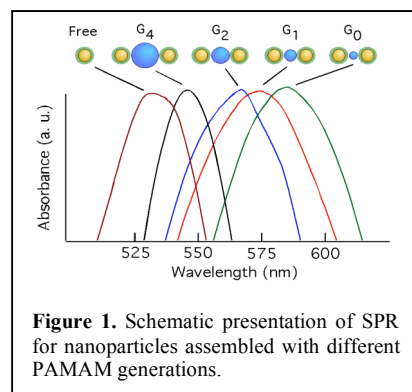 Free G4 G2 G1 G0
Absorbance (a. u.)
525 550 575 600
Wavelength (nm)
Figure 1. Schematic presentation of SPR
for nanoparticles assembled with different
PAMAM generations.